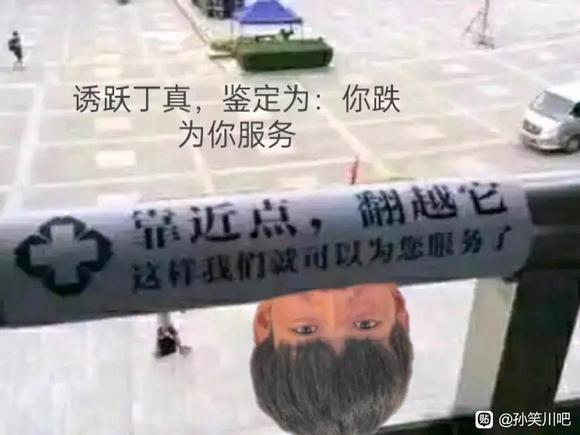 诱跃丁真，鉴定为：你跌
为你服务
靠近点，翻越它
这样我们就可以为您服务了
贴 @孙笑川吧